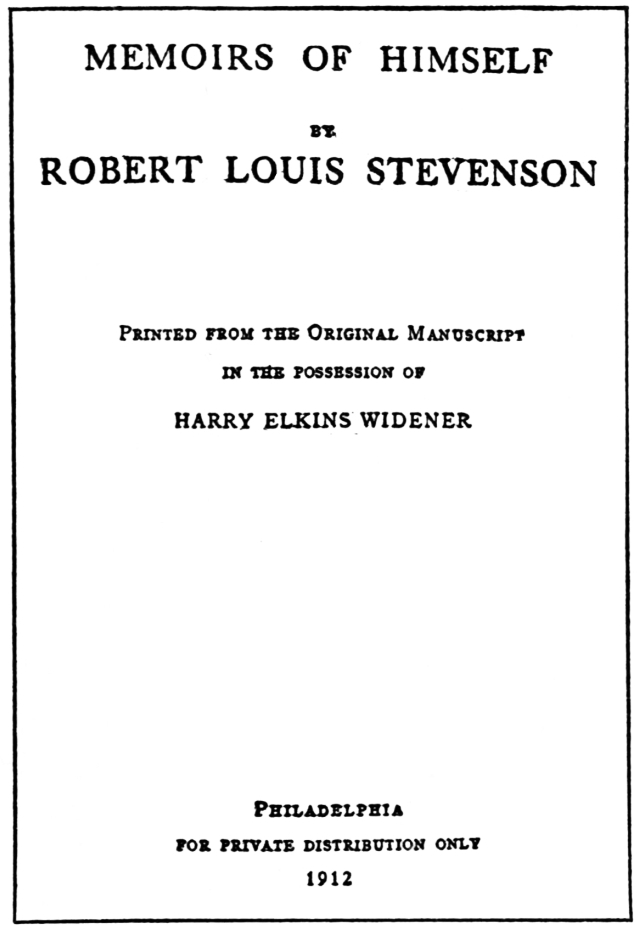 MEMOIRS OF HIMSELF
BY
ROBERT LOUIS STEVENSON
PRINTED FROM THE ORIGINAL MANUSCRIPT
IN THE POSSESSION OF
HARRY ELKINS WIDENER
PHILADELPHIA
FOR PRIVATE DISTRIBUTION ONLY
1912